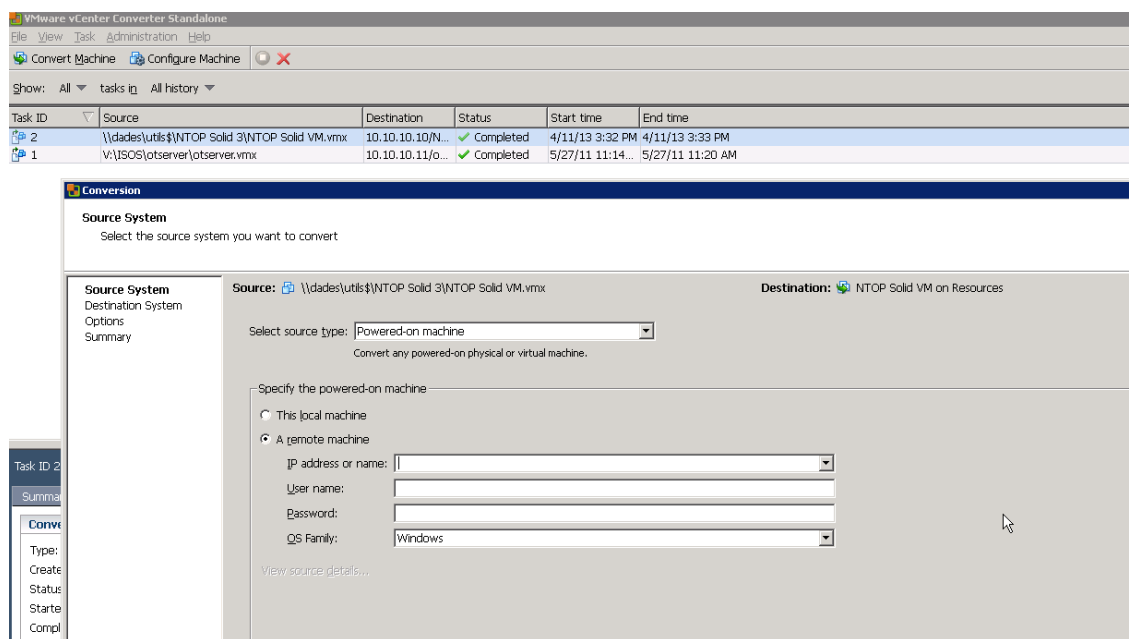 VMware vCenter Converter Standalone
File View Task Administration Help
Convert Machine Configure Machine
Show: All tasks in All history
Task ID Source Destination Status Start time End time
2 \\dades\utils$\NTOP Solid 3\NTOP Solid VM.vmx 10.10.10.10/N... Completed 4/11/13 3:32 PM 4/11/13 3:33 PM
1 V:\ISOS\otserver\otserver.vmx 10.10.10.11/o... Completed 5/27/11 11:14... 5/27/11 11:20 AM
Conversion
Source System
Select the source system you want to convert
Source System
Destination System
Options
Summary
Source: \\dades\utils$\NTOP Solid 3\NTOP Solid VM.vmx Destination: NTOP Solid VM on Resources
Select source type: Powered-on machine
Convert any powered-on physical or virtual machine.
Specify the powered-on machine
This local machine
A remote machine
IP address or name:
User name:
Password:
OS Family: Windows
View source details...
Task ID 2
Summa
Conve
Type:
Create
Status
Starte
Compl